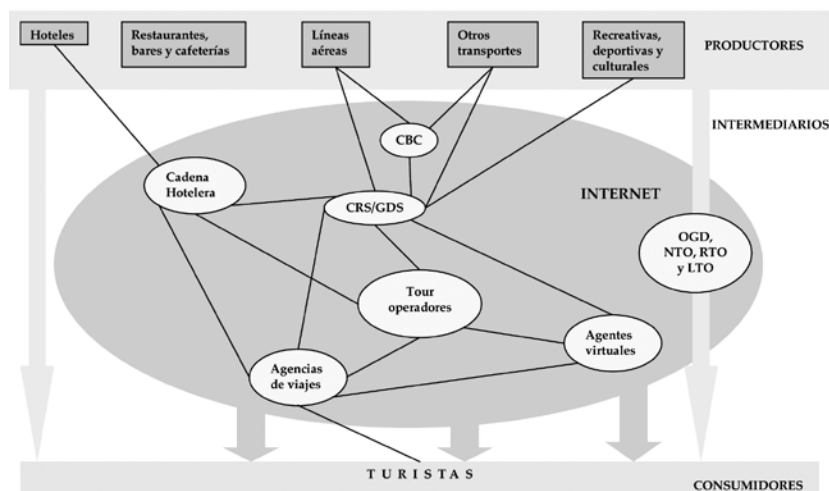 Hoteles
Restaurantes,
bares y cafeterías
Líneas
aéreas
Otros
transportes
Recreativas,
deportivas y
culturales
PRODUCTORES
INTERMEDIARIOS
CBC
Cadena
Hotelera
CRS/GDS
INTERNET
OGD,
NTO, RTO
y LTO
Tour
operadores
Agentes
virtuales
Agencias
de viajes
TURISTAS
CONSUMIDORES